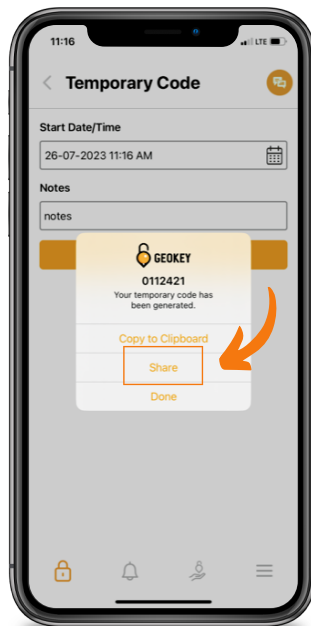 11:16
LTE
Temporary Code
Start Date/Time
26-07-2023 11:16 AM
Notes
notes
GEOKEY
0112421
Your temporary code has
been generated.
Copy to Clipboard
Share
Done